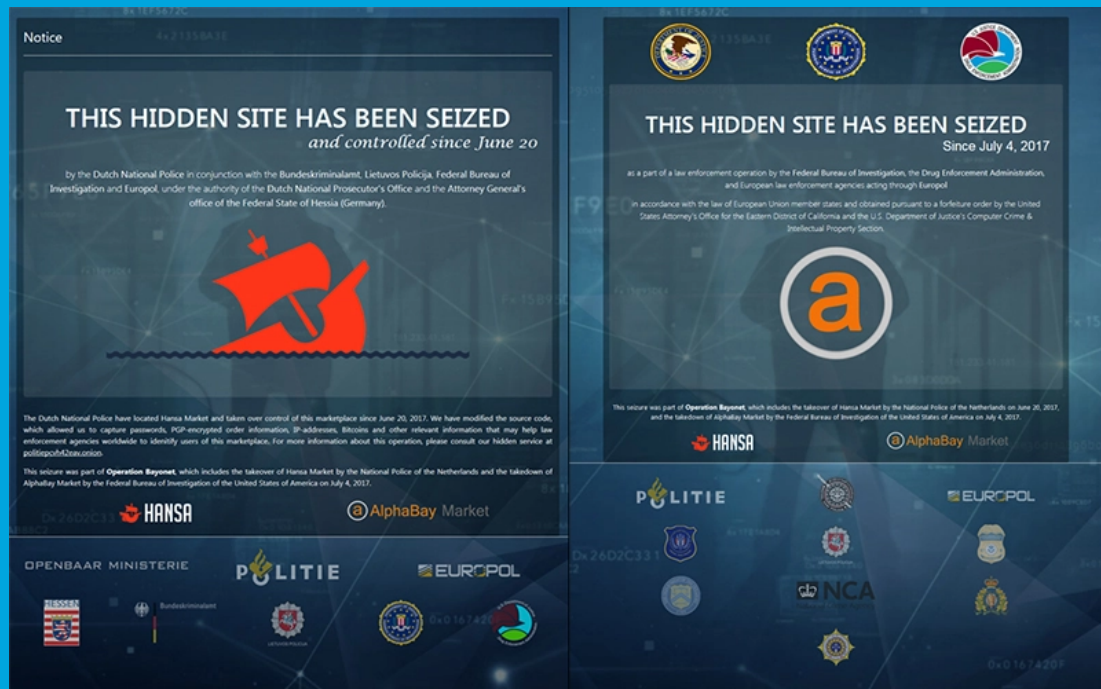 Notice
THIS HIDDEN SITE HAS BEEN SEIZED
and controlled since June 20
by the Dutch National Police in conjunction with the Bundeskriminalamt, Lietuvos Policija, Federal Bureau of
Investigation and Europol, under the authority of the Dutch National Prosecutor's Office and the Attorney General's
office of the Federal State of Hessia (Germany).
The Dutch National Police have located Hansa Market and taken over control of this marketplace since June 20, 2017. We have modified the source code,
which allowed us to capture passwords, PGP-encrypted order information, IP-addresses, Bitcoins and other relevant information that may help law
enforcement agencies worldwide to identify users of this marketplace. For more information about this operation, please consult our hidden service at
politiepcvh42eav.onion.
This seizure was part of Operation Bayonet, which includes the takeover of Hansa Market by the National Police of the Netherlands and the takedown of
AlphaBay Market by the Federal Bureau of Investigation of the United States of America on July 4, 2017.
HANSA
a AlphaBay Market
OPENBAAR MINISTERIE
POLITIE
EUROPOL
HESSEN
Bundeskriminalamt
LIETUVOS POLICIJA
THIS HIDDEN SITE HAS BEEN SEIZED
Since July 4, 2017
as a part of a law enforcement operation by the Federal Bureau of Investigation, the Drug Enforcement Administration,
and European law enforcement agencies acting through Europol
in accordance with the law of European Union member states and obtained pursuant to a forfeiture order by the United
States Attorney's Office for the Eastern District of California and the U.S. Department of Justice's Computer Crime &
Intellectual Property Section.
a
This seizure was part of Operation Bayonet, which includes the takeover of Hansa Market by the National Police of the Netherlands on June 20, 2017,
and the takedown of AlphaBay Market by the Federal Bureau of Investigation of the United States of America on July 4, 2017.
HANSA
a AlphaBay Market
POLITIE
EUROPOL
NCA